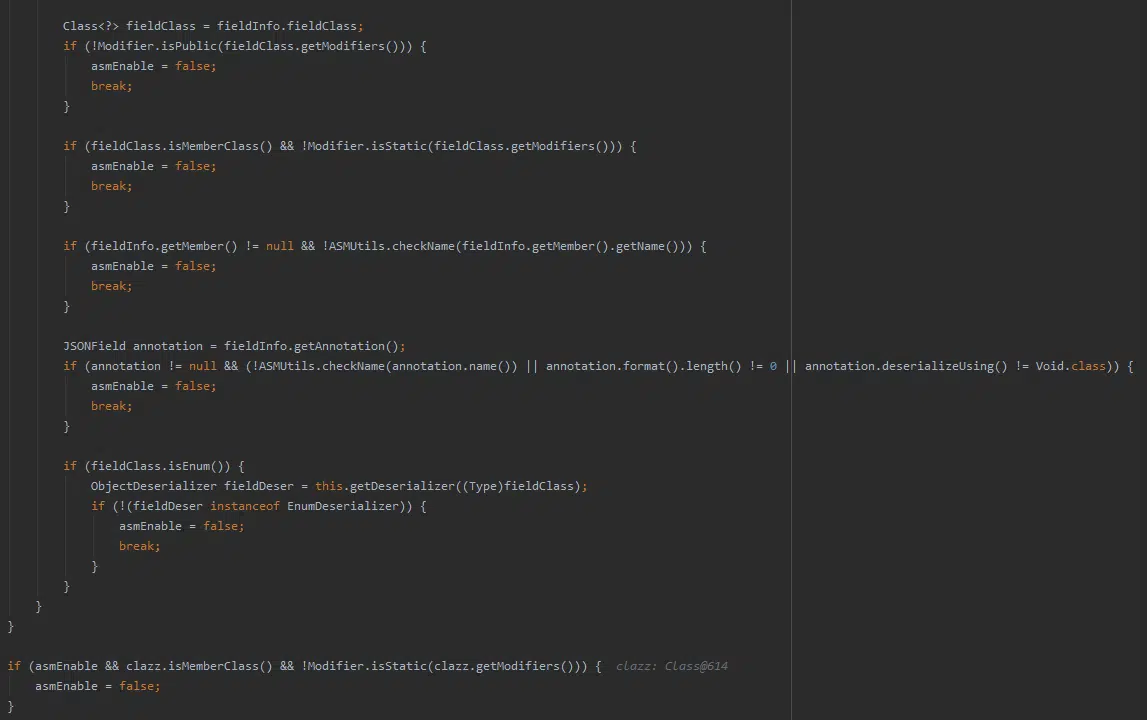 Class<?> fieldClass = fieldInfo.fieldClass;
if (!Modifier.isPublic(fieldClass.getModifiers())) {
asmEnable = false;
break;
}
if (fieldClass.isMemberClass() && !Modifier.isStatic(fieldClass.getModifiers())) {
asmEnable = false;
break;
}
if (fieldInfo.getMember() != null && !ASMUtils.checkName(fieldInfo.getMember().getName())) {
asmEnable = false;
break;
}
JSONField annotation = fieldInfo.getAnnotation();
if (annotation != null && (!ASMUtils.checkName(annotation.name()) || annotation.format().length() != 0 || annotation.deserializeUsing() != Void.class)) {
asmEnable = false;
break;
}
if (fieldClass.isEnum()) {
ObjectDeserializer fieldDeser = this.getDeserializer((Type)fieldClass);
if (!(fieldDeser instanceof EnumDeserializer)) {
asmEnable = false;
break;
}
}
}
}
if (asmEnable && clazz.isMemberClass() && !Modifier.isStatic(clazz.getModifiers())) { clazz: Class@614
asmEnable = false;
}